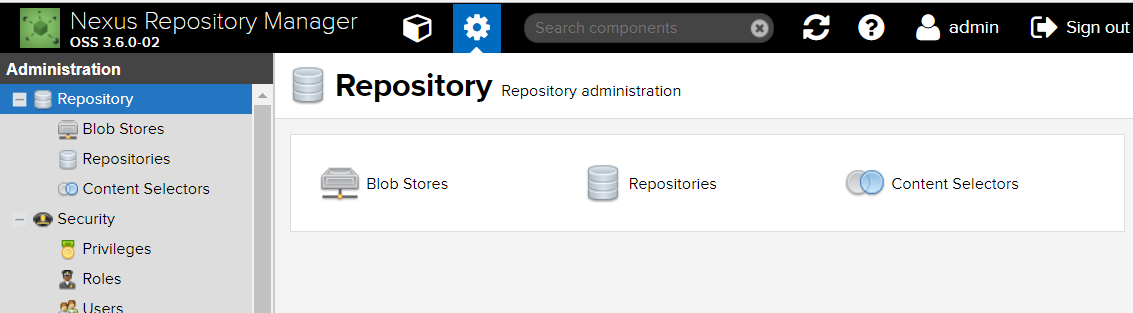 Nexus Repository Manager
OSS 3.6.0-02
Search components
admin
Sign out
Administration
Repository
Blob Stores
Repositories
Content Selectors
Security
Privileges
Roles
Users
Repository Repository administration
Blob Stores
Repositories
Content Selectors